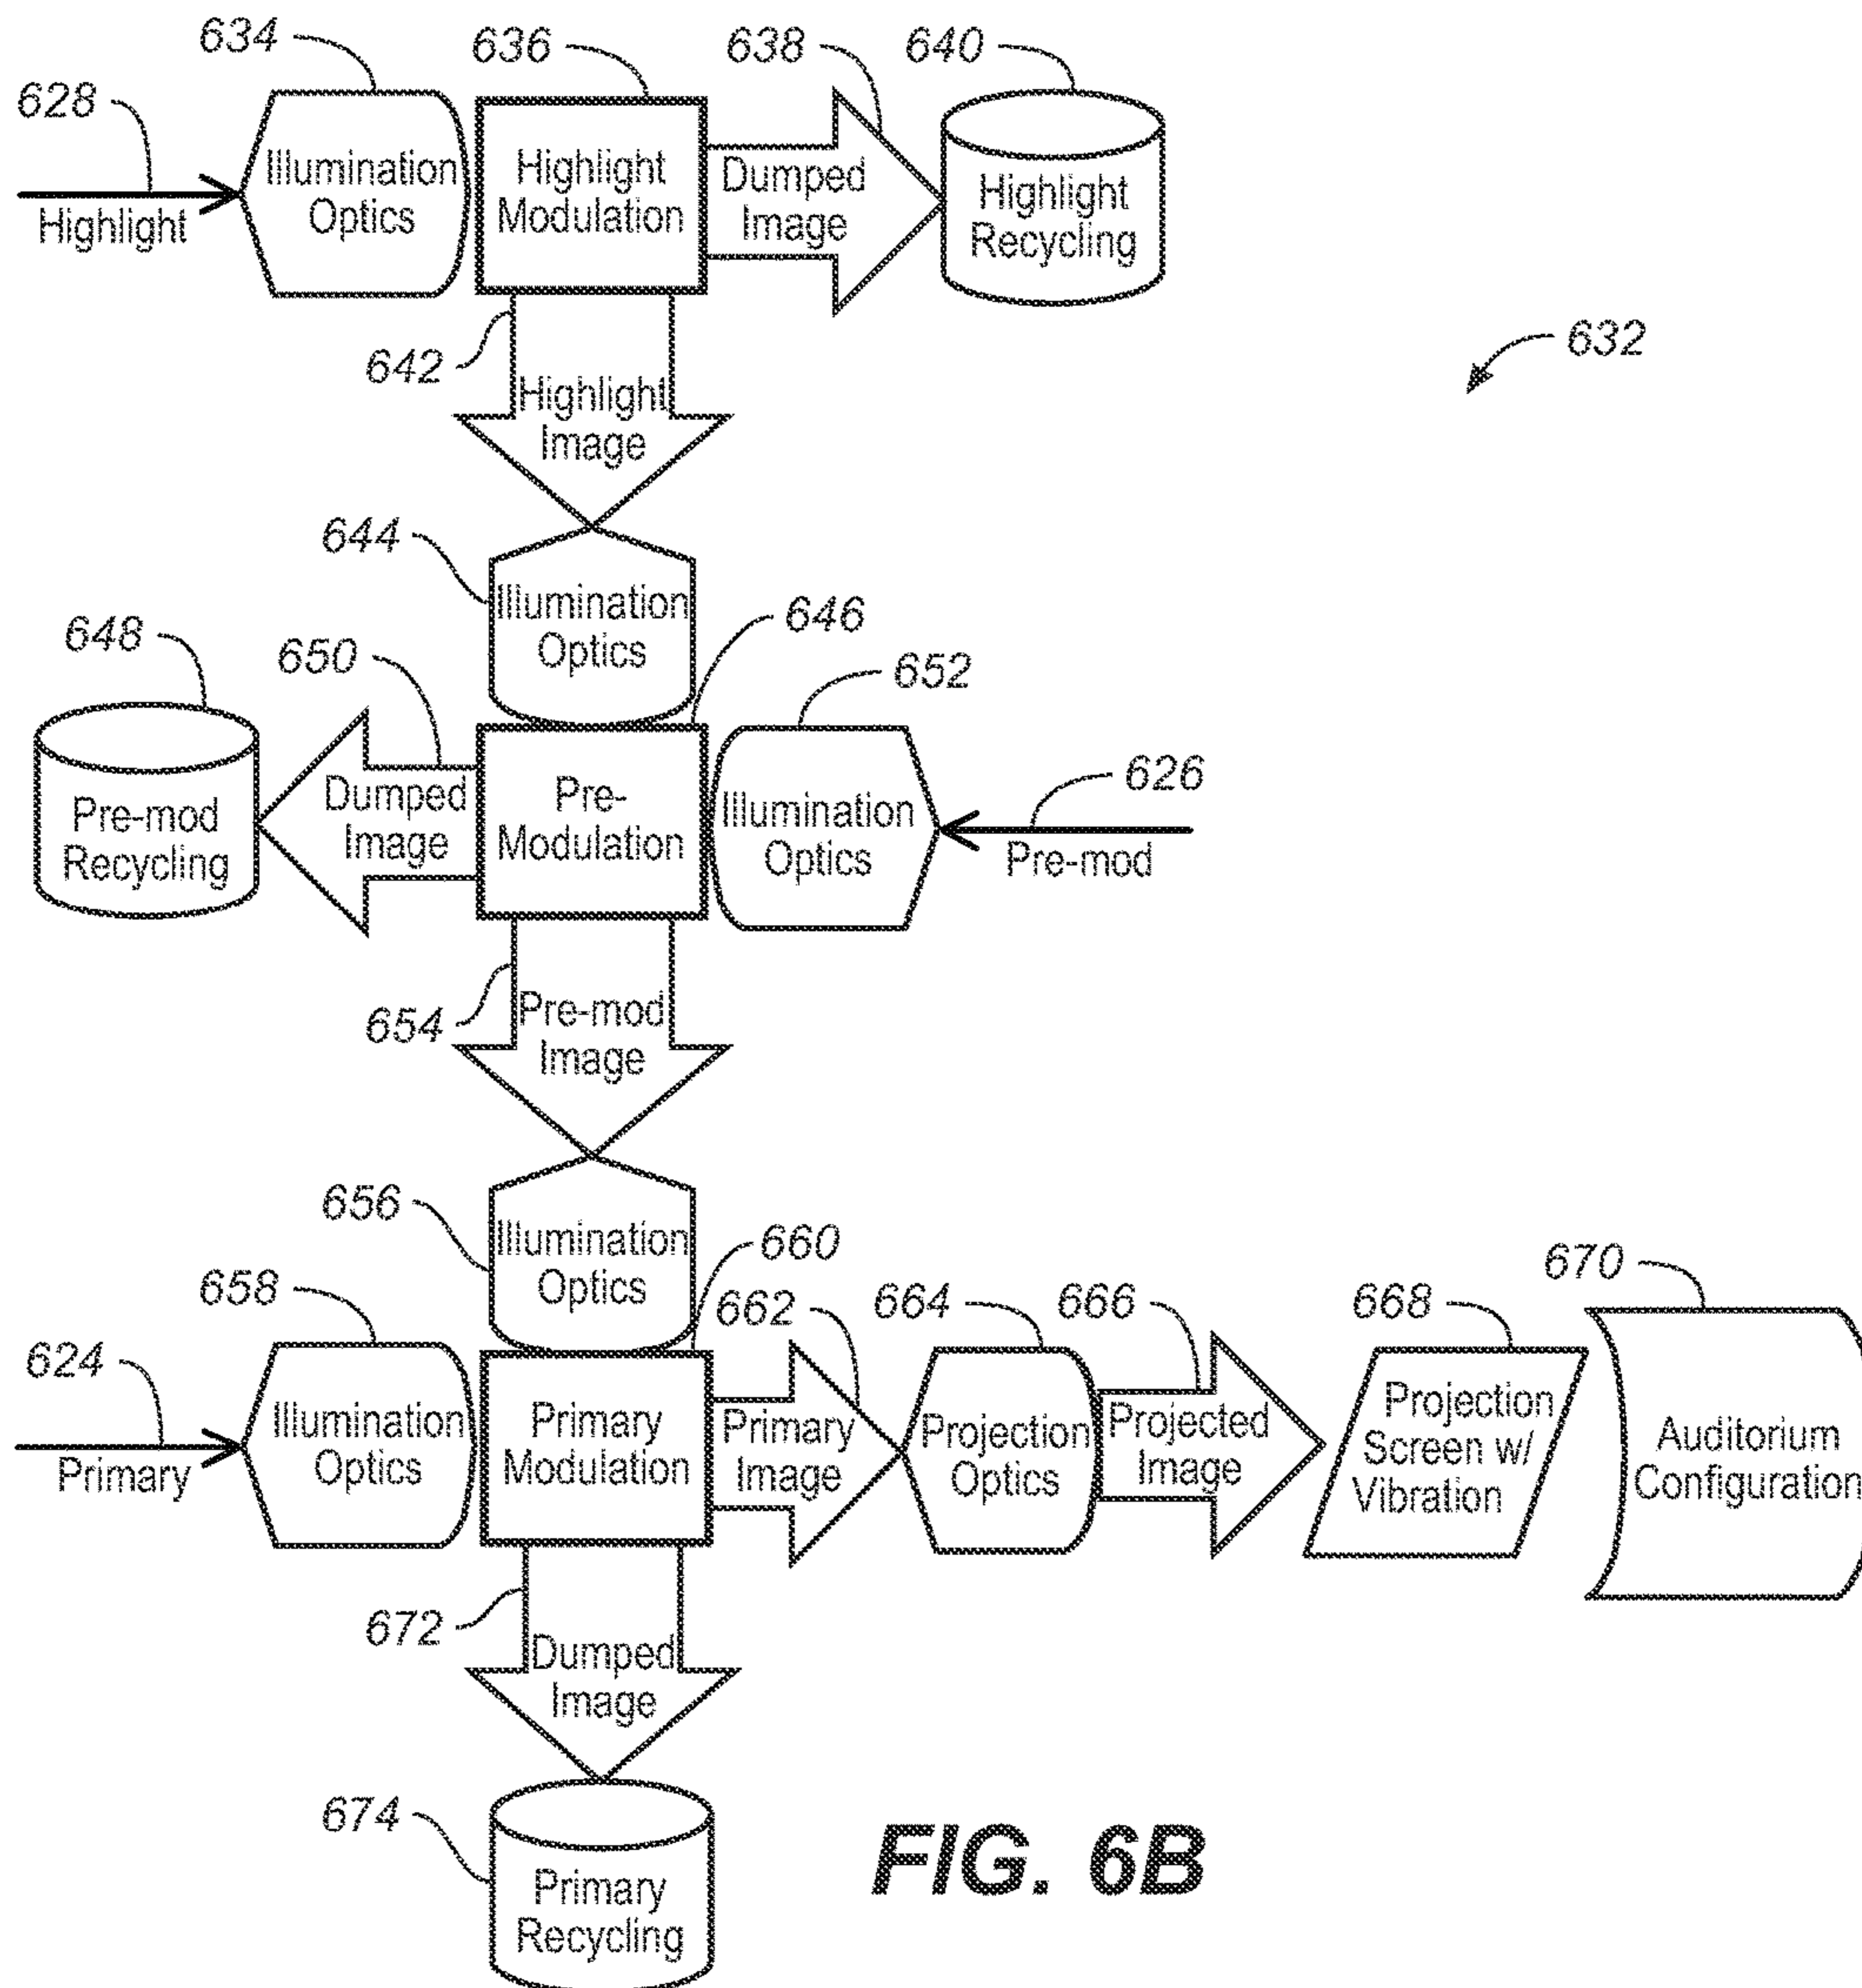 634
636
638
640
628
Highlight
Illumination
Optics
Highlight
Modulation
Dumped
Image
Highlight
Recycling
632
642
Highlight
Image
644
Illumination
Optics
646
648
650
652
Pre-mod
Recycling
Dumped
Image
Pre-
Modulation
Illumination
Optics
626
Pre-mod
654
Pre-mod
Image
656
Illumination
Optics
660
658
662
664
666
668
670
624
Primary
Illumination
Optics
Primary
Modulation
Primary
Image
Projection
Optics
Projected
Image
Projection
Screen w/
Vibration
Auditorium
Configuration
672
Dumped
Image
674
Primary
Recycling
FIG. 6B